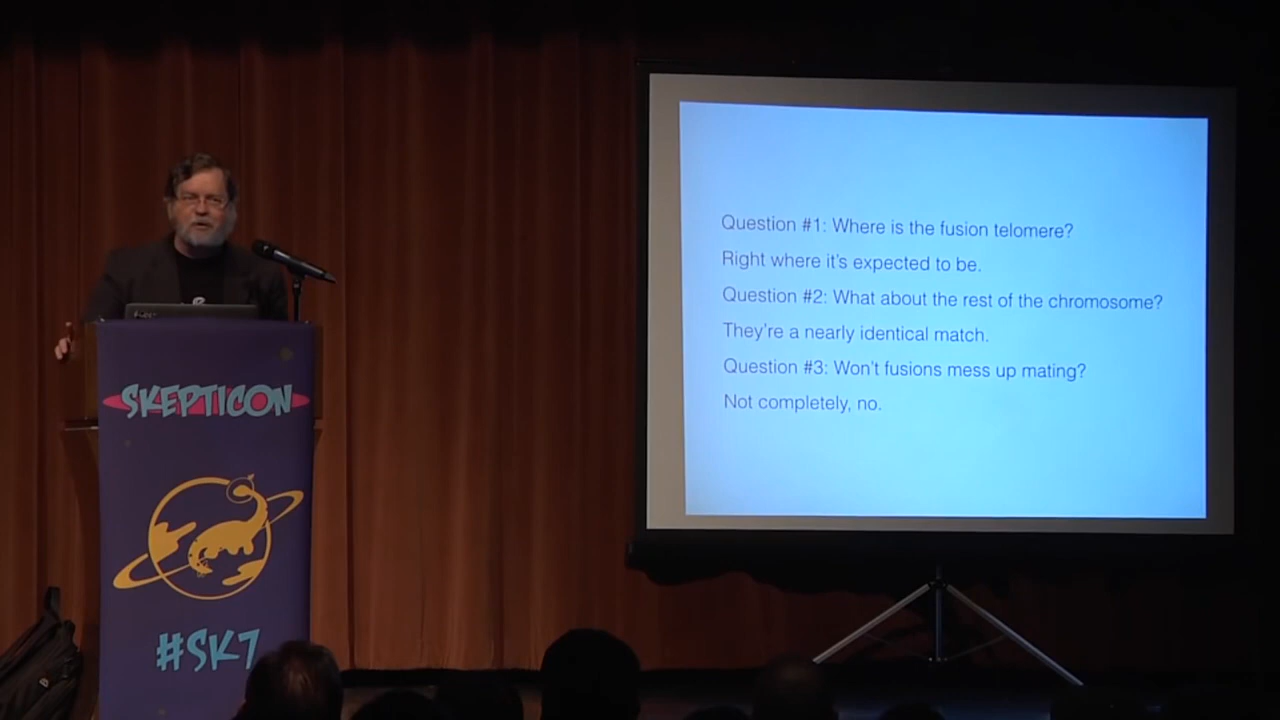 SKEPTICON
#SK7
Question #1: Where is the fusion telomere?
Right where it's expected to be.
Question #2: What about the rest of the chromosome?
They're a nearly identical match.
Question #3: Won't fusions mess up mating?
Not completely, no.